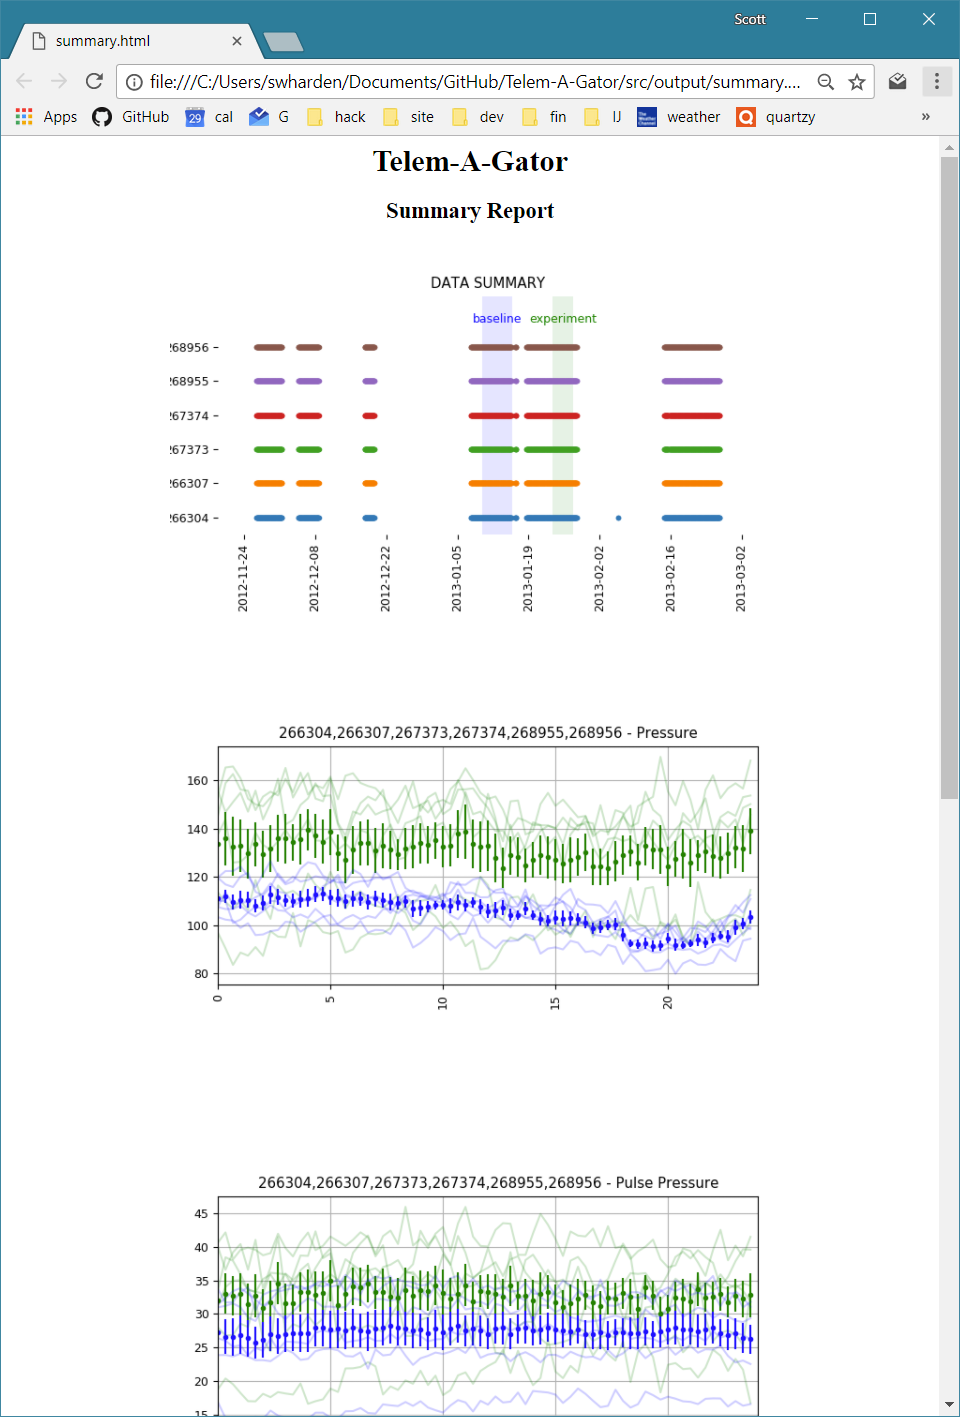 Scott
summary.html
file:///C:/Users/swharden/Documents/GitHub/Telem-A-Gator/src/output/summary....
Apps GitHub 29 cal G hack site dev fin IJ The Weather Channel weather quartzy »
Telem-A-Gator
Summary Report
DATA SUMMARY
baseline experiment
268956
268955
267374
267373
266307
266304
2012-11-24 2012-12-08 2012-12-22 2013-01-05 2013-01-19 2013-02-02 2013-02-16 2013-03-02
266304,266307,267373,267374,268955,268956 - Pressure
160
140
120
100
80
0 5 10 15 20
266304,266307,267373,267374,268955,268956 - Pulse Pressure
45
40
35
30
25
20
15